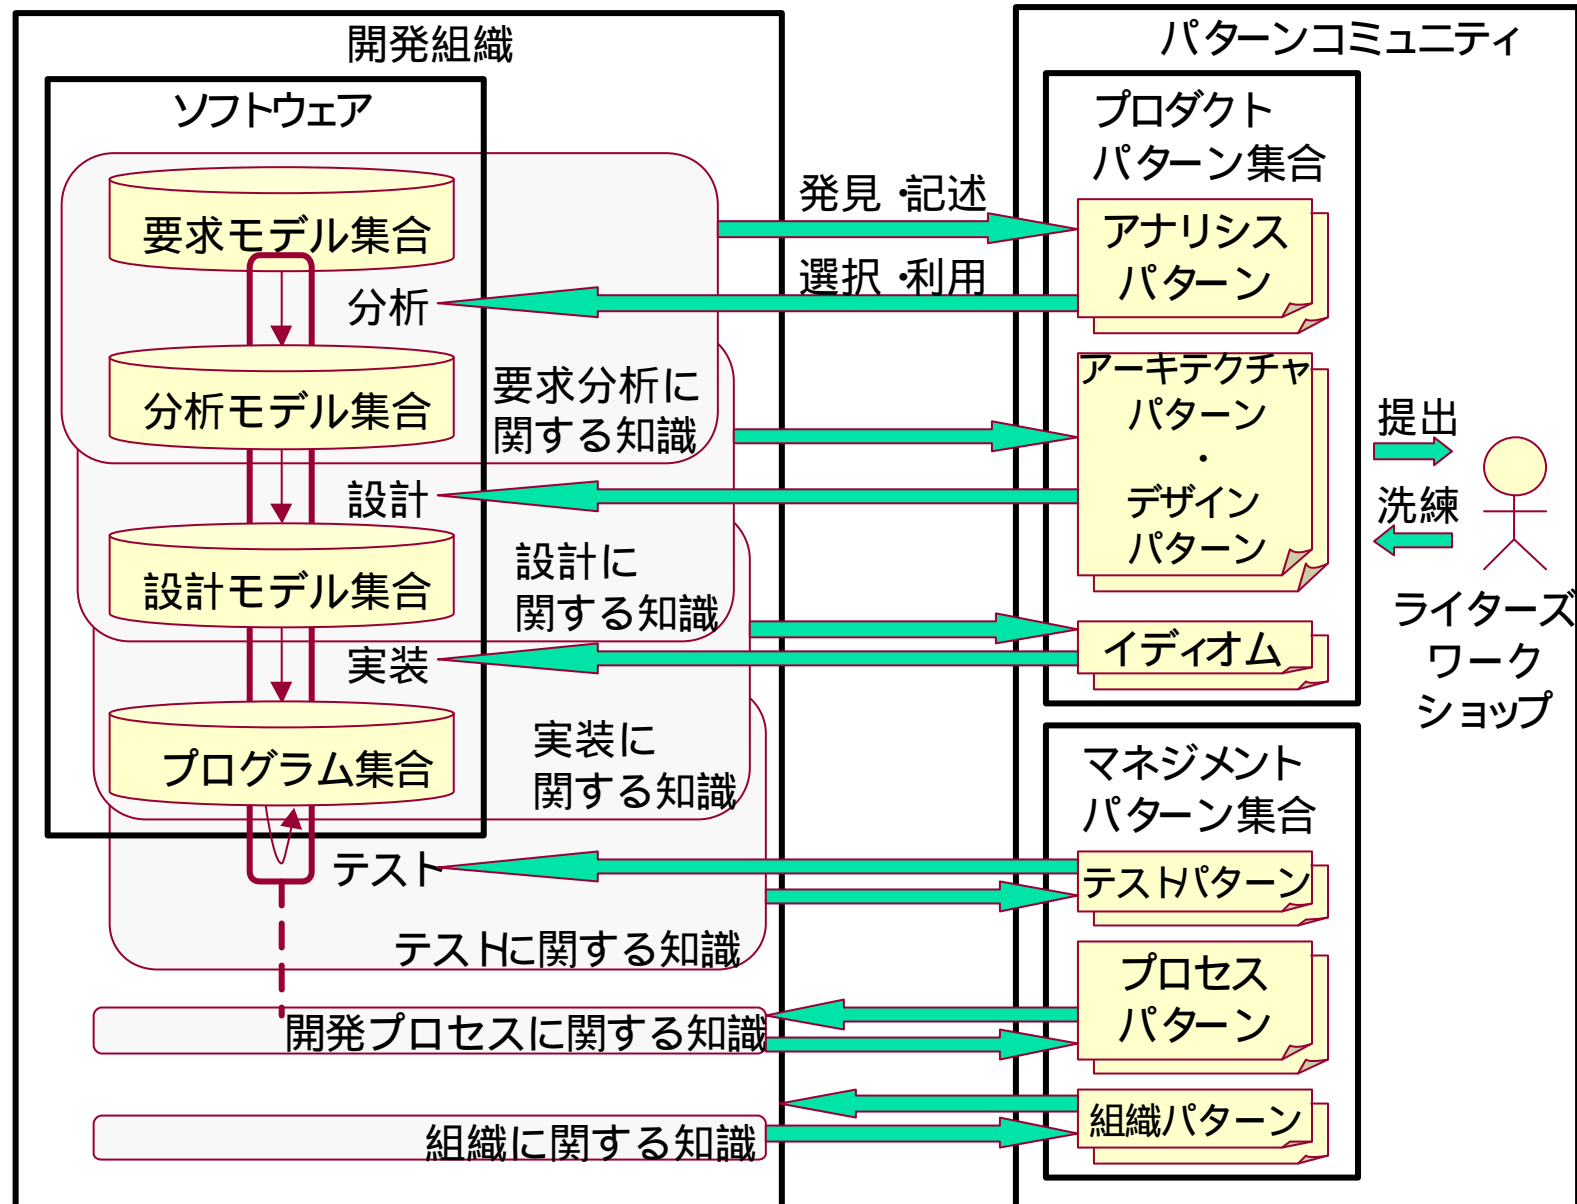 開発組織
ソフトウェア
要求モデル集合
分析
分析モデル集合
要求分析に
関する知識
設計
設計モデル集合
設計に
関する知識
実装
プログラム集合
実装に
関する知識
テスト
テストに関する知識
開発プロセスに関する知識
組織に関する知識
発見・記述
選択・利用
パターンコミュニティ
プロダクト
パターン集合
アナリシス
パターン
アーキテクチャ
パターン
・
デザイン
パターン
イディオム
マネジメント
パターン集合
テストパターン
プロセス
パターン
組織パターン
提出
洗練
ライターズ
ワーク
ショップ